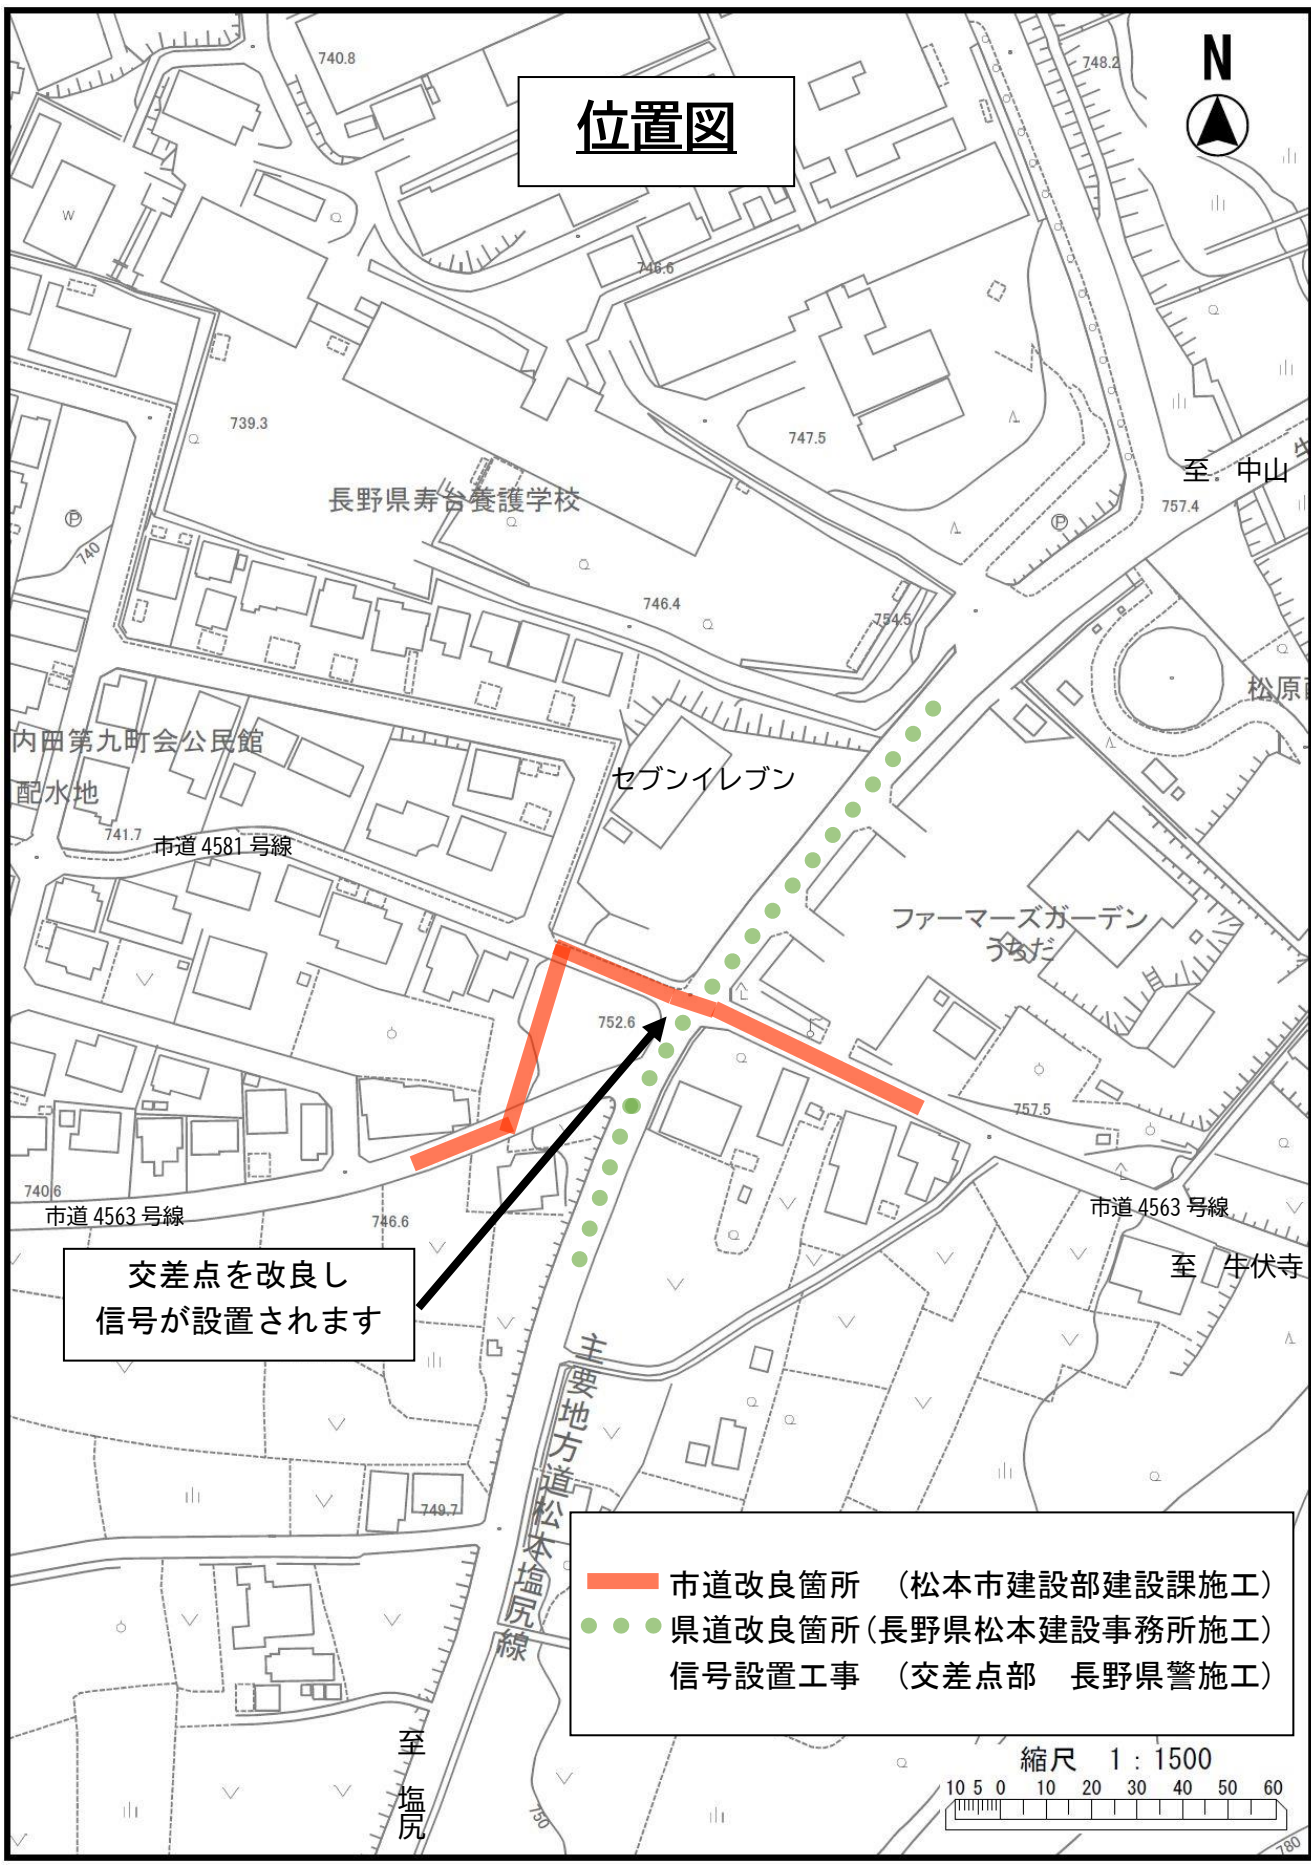 740.8
748.2
N
位置図
W
746.6
739.3
747.5
至 中山
757.4
長野県寿台養護学校
P
P
740
746.4
754.5
松原
内田第九町会公民館
配水地
セブンイレブン
741.7
市道 4581 号線
ファーマーズガーデン
うちだ
752.6
757.5
740.6
市道 4563 号線
746.6
市道 4563 号線
至 牛伏寺
交差点を改良し
信号が設置されます
主要地方道松本塩尻線
749.7
市道改良箇所 （松本市建設部建設課施工）
県道改良箇所（長野県松本建設事務所施工）
信号設置工事 （交差点部 長野県警施工）
至 塩尻
750
縮尺 1：1500
10 5 0 10 20 30 40 50 60
780